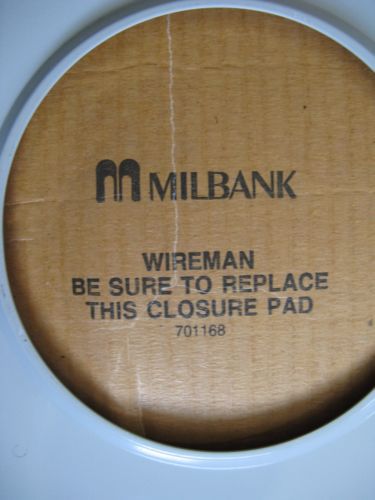 MILBANK
WIREMAN
BE SURE TO REPLACE
THIS CLOSURE PAD
701168